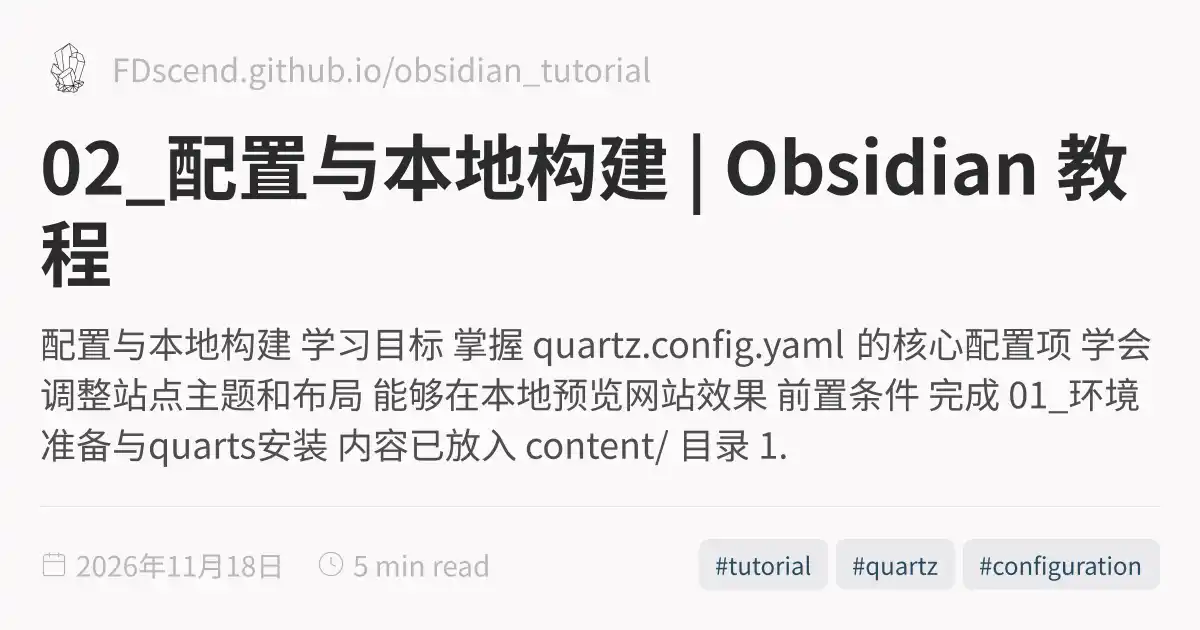 FDscend.github.io/obsidian_tutorial
02_配置与本地构建 | Obsidian 教
程
配置与本地构建 学习目标 掌握 quartz.config.yaml 的核心配置项 学会
调整站点主题和布局 能够在本地预览网站效果 前置条件 完成 01_环境
准备与quarts安装 内容已放入 content/ 目录 1.
2026年11月18日 5 min read #tutorial #quartz #configuration